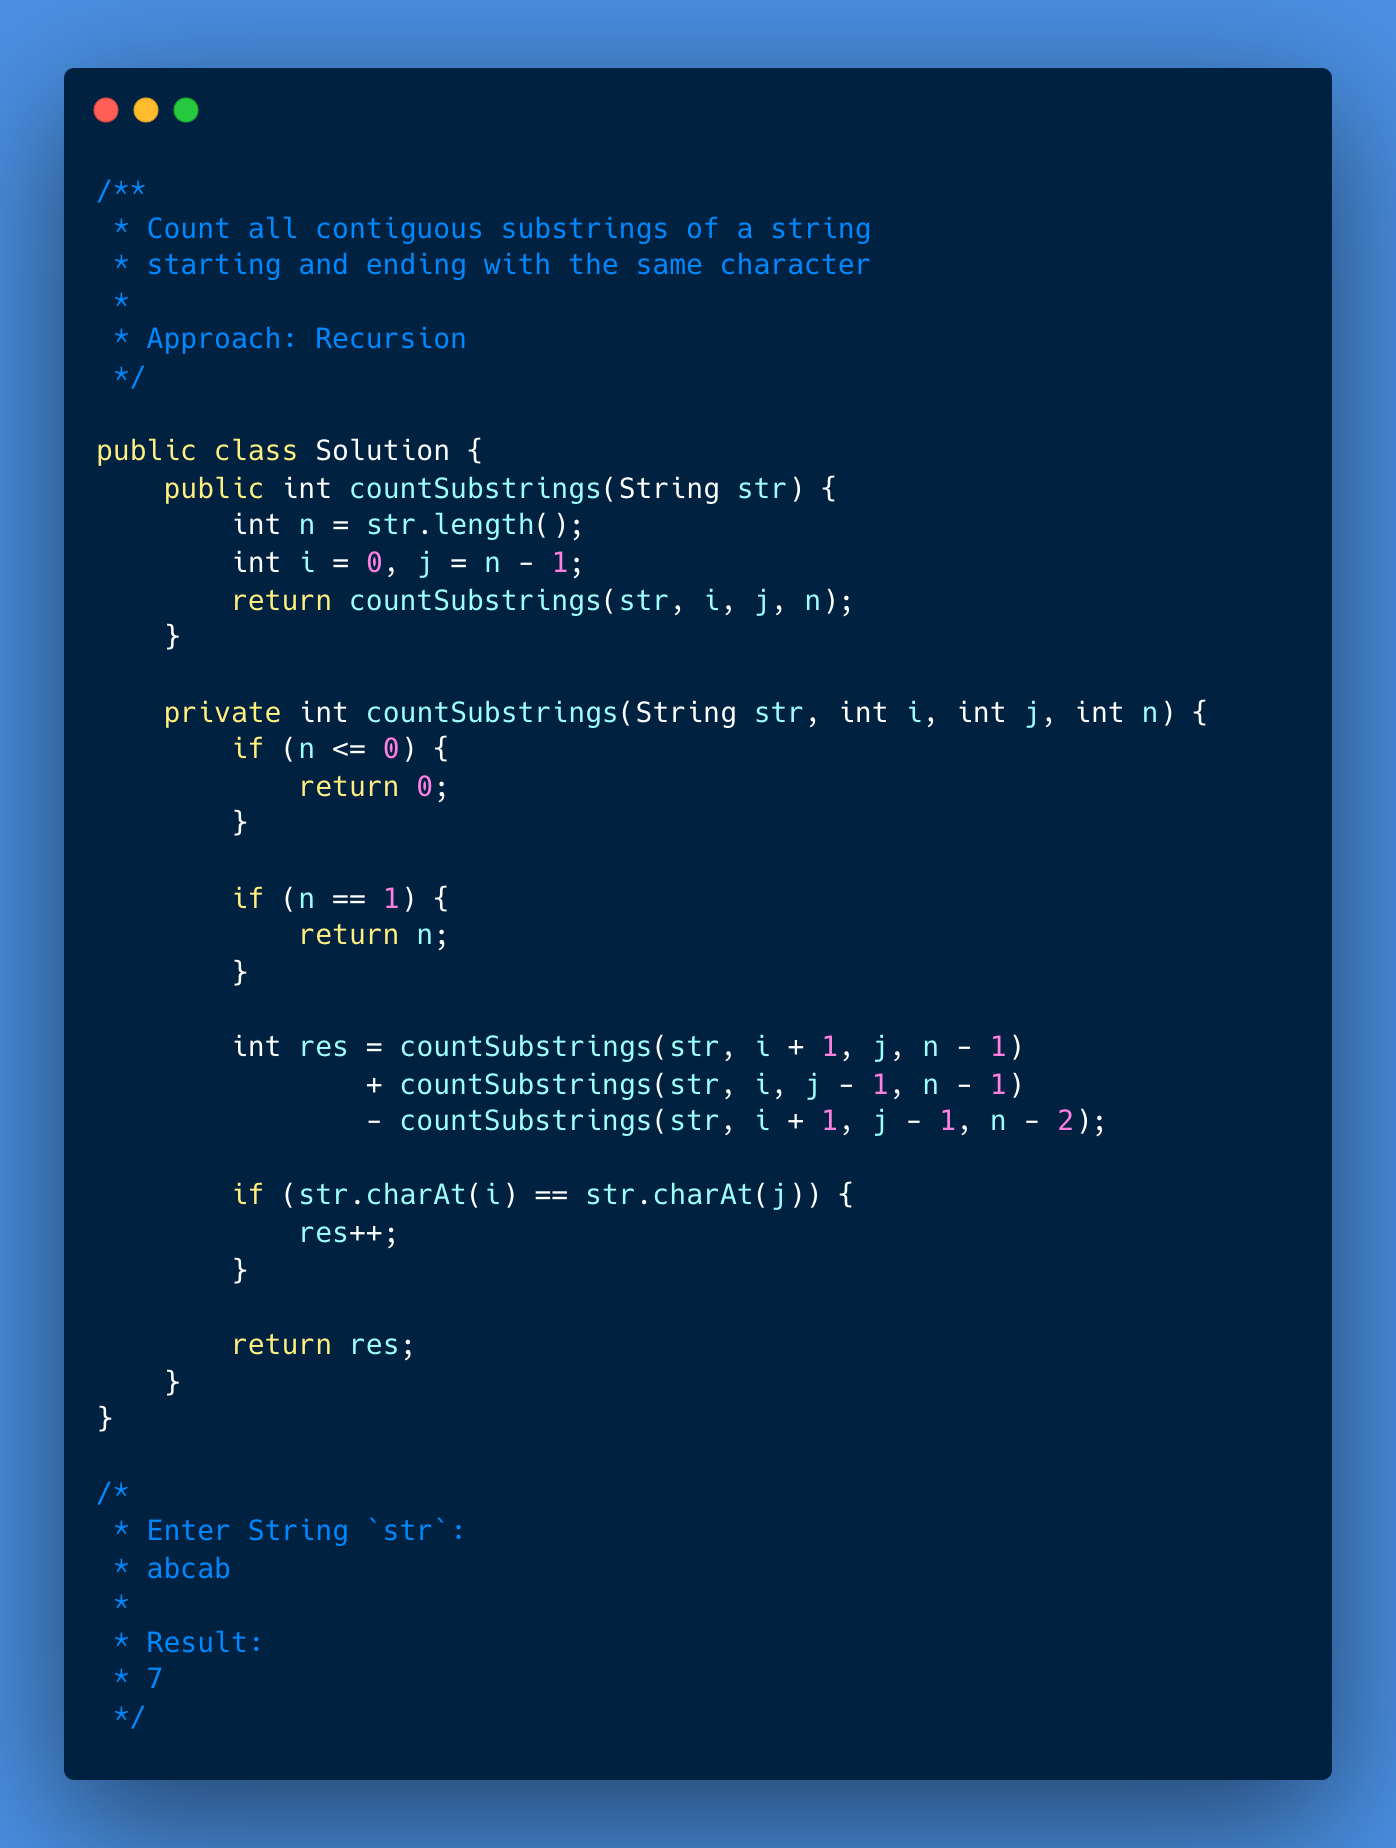 /**
 * Count all contiguous substrings of a string
 * starting and ending with the same character
 *
 * Approach: Recursion
 */

public class Solution {
    public int countSubstrings(String str) {
        int n = str.length();
        int i = 0, j = n - 1;
        return countSubstrings(str, i, j, n);
    }

    private int countSubstrings(String str, int i, int j, int n) {
        if (n <= 0) {
            return 0;
        }

        if (n == 1) {
            return n;
        }

        int res = countSubstrings(str, i + 1, j, n - 1)
                + countSubstrings(str, i, j - 1, n - 1)
                - countSubstrings(str, i + 1, j - 1, n - 2);

        if (str.charAt(i) == str.charAt(j)) {
            res++;
        }

        return res;
    }
}

/*
 * Enter String `str`:
 * abcab
 *
 * Result:
 * 7
 */